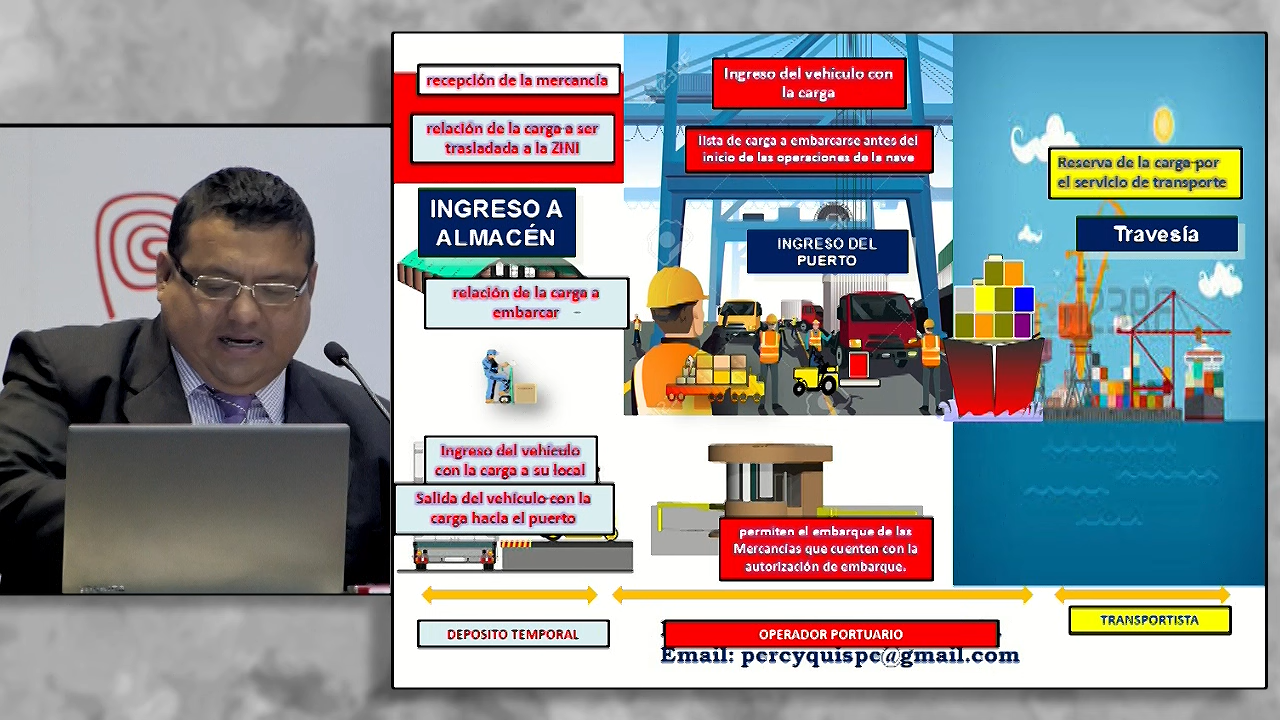 recepción de la mercancía
relación de la carga a ser
trasladada a la ZINI
INGRESO A
ALMACÉN
relación de la carga a
embarcar
Ingreso del vehículo
con la carga a su local
Salida del vehículo con la
carga hacia el puerto
DEPOSITO TEMPORAL
Ingreso del vehículo con
la carga
lista de carga a embarcarse antes del
inicio de las operaciones de la nave
INGRESO DEL
PUERTO
permiten el embarque de las
Mercancías que cuenten con la
autorización de embarque.
OPERADOR PORTUARIO
Email: percyquispe@gmail.com
Reserva de la carga por
el servicio de transporte
Travesía
TRANSPORTISTA